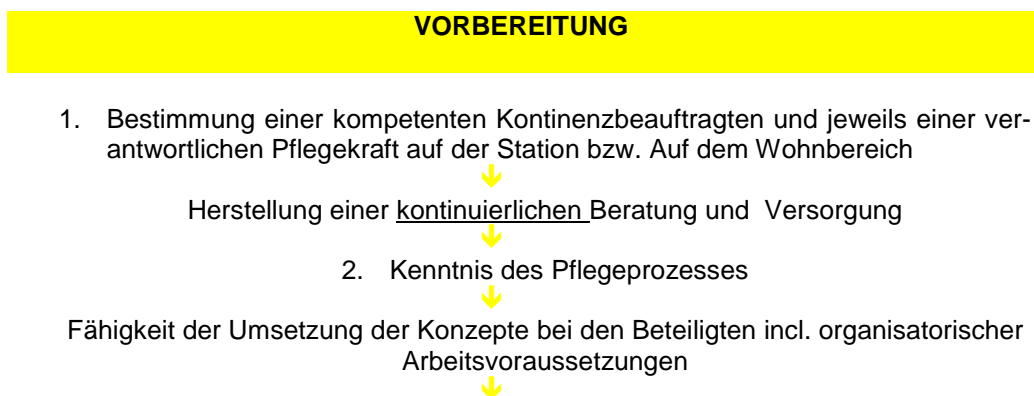 VORBEREITUNG
1. Bestimmung einer kompetenten Kontinenzbeauftragten und jeweils einer ver-
antwortlichen Pflegekraft auf der Station bzw. Auf dem Wohnbereich
Herstellung einer kontinuierlichen Beratung und Versorgung
2. Kenntnis des Pflegeprozesses
Fähigkeit der Umsetzung der Konzepte bei den Beteiligten incl. organisatorischer
Arbeitsvoraussetzungen